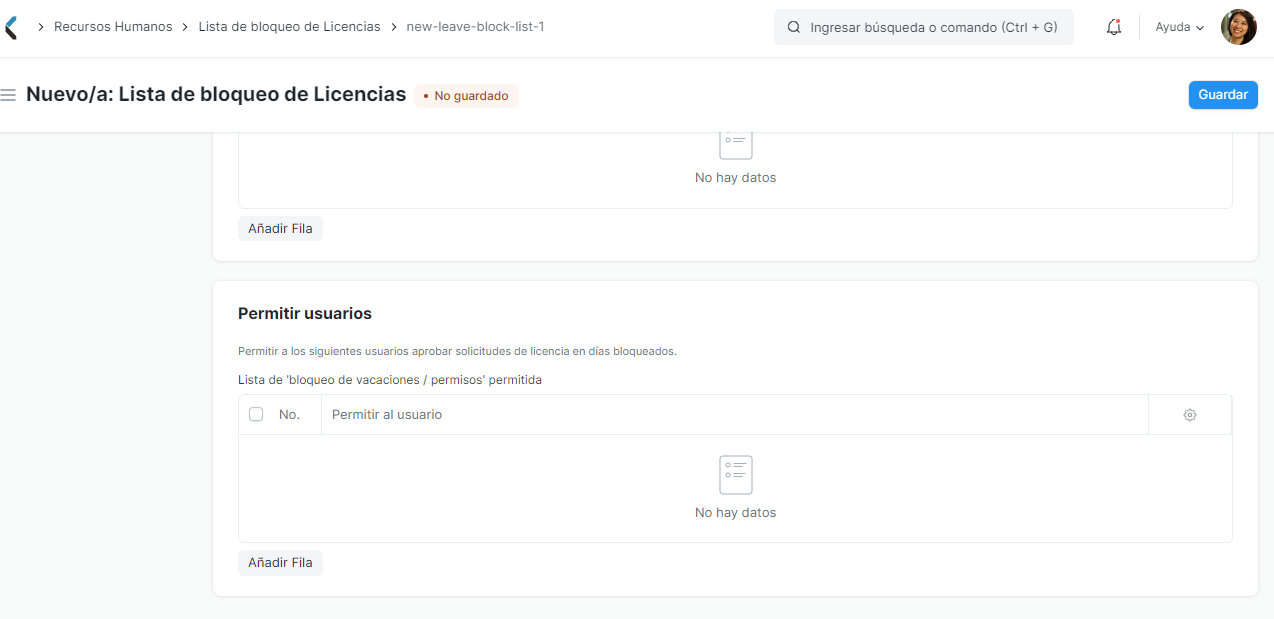 Recursos Humanos Lista de bloqueo de Licencias new-leave-block-list-1 Ingresar búsqueda o comando (Ctrl + G) Ayuda
Nuevo/a: Lista de bloqueo de Licencias • No guardado Guardar
No hay datos
Añadir Fila
Permitir usuarios
Permitir a los siguientes usuarios aprobar solicitudes de licencia en días bloqueados.
Lista de 'bloqueo de vacaciones / permisos' permitida
No. Permitir al usuario
No hay datos
Añadir Fila